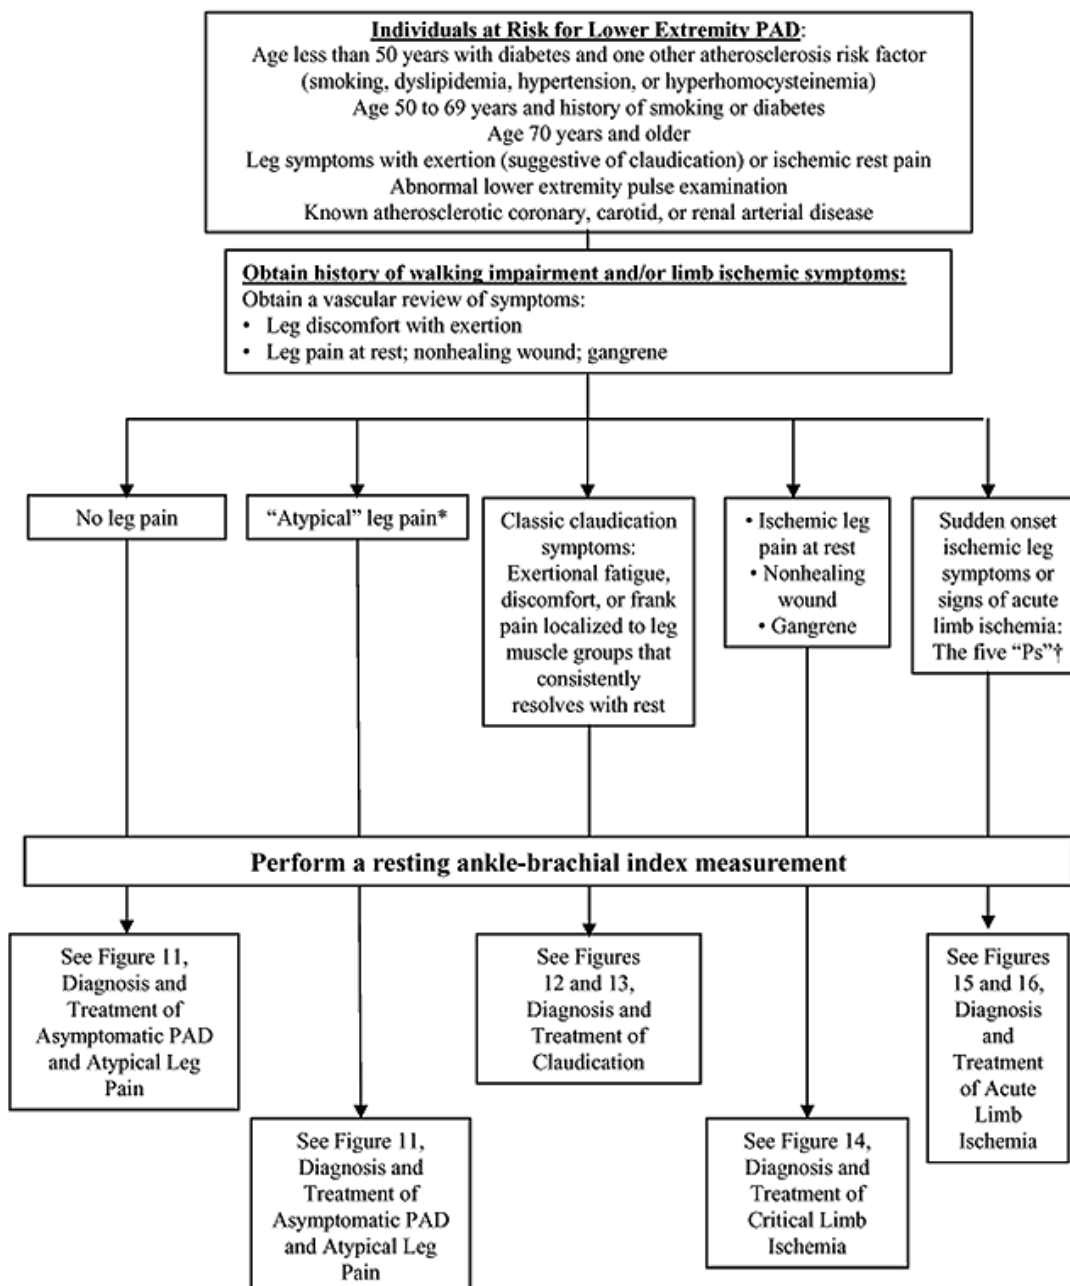 Individuals at Risk for Lower Extremity PAD:
Age less than 50 years with diabetes and one other atherosclerosis risk factor
(smoking, dyslipidemia, hypertension, or hyperhomocysteinemia)
Age 50 to 69 years and history of smoking or diabetes
Age 70 years and older
Leg symptoms with exertion (suggestive of claudication) or ischemic rest pain
Abnormal lower extremity pulse examination
Known atherosclerotic coronary, carotid, or renal arterial disease
Obtain history of walking impairment and/or limb ischemic symptoms:
Obtain a vascular review of symptoms:
• Leg discomfort with exertion
• Leg pain at rest; nonhealing wound; gangrene
No leg pain
“Atypical” leg pain*
Classic claudication
symptoms:
Exertional fatigue,
discomfort, or frank
pain localized to leg
muscle groups that
consistently
resolves with rest
• Ischemic leg
pain at rest
• Nonhealing
wound
• Gangrene
Sudden onset
ischemic leg
symptoms or
signs of acute
limb ischemia:
The five “Ps”†
Perform a resting ankle-brachial index measurement
See Figure 11,
Diagnosis and
Treatment of
Asymptomatic PAD
and Atypical Leg
Pain
See Figure 11,
Diagnosis and
Treatment of
Asymptomatic PAD
and Atypical Leg
Pain
See Figures
12 and 13,
Diagnosis and
Treatment of
Claudication
See Figure 14,
Diagnosis and
Treatment of
Critical Limb
Ischemia
See Figures
15 and 16,
Diagnosis
and
Treatment
of Acute
Limb
Ischemia